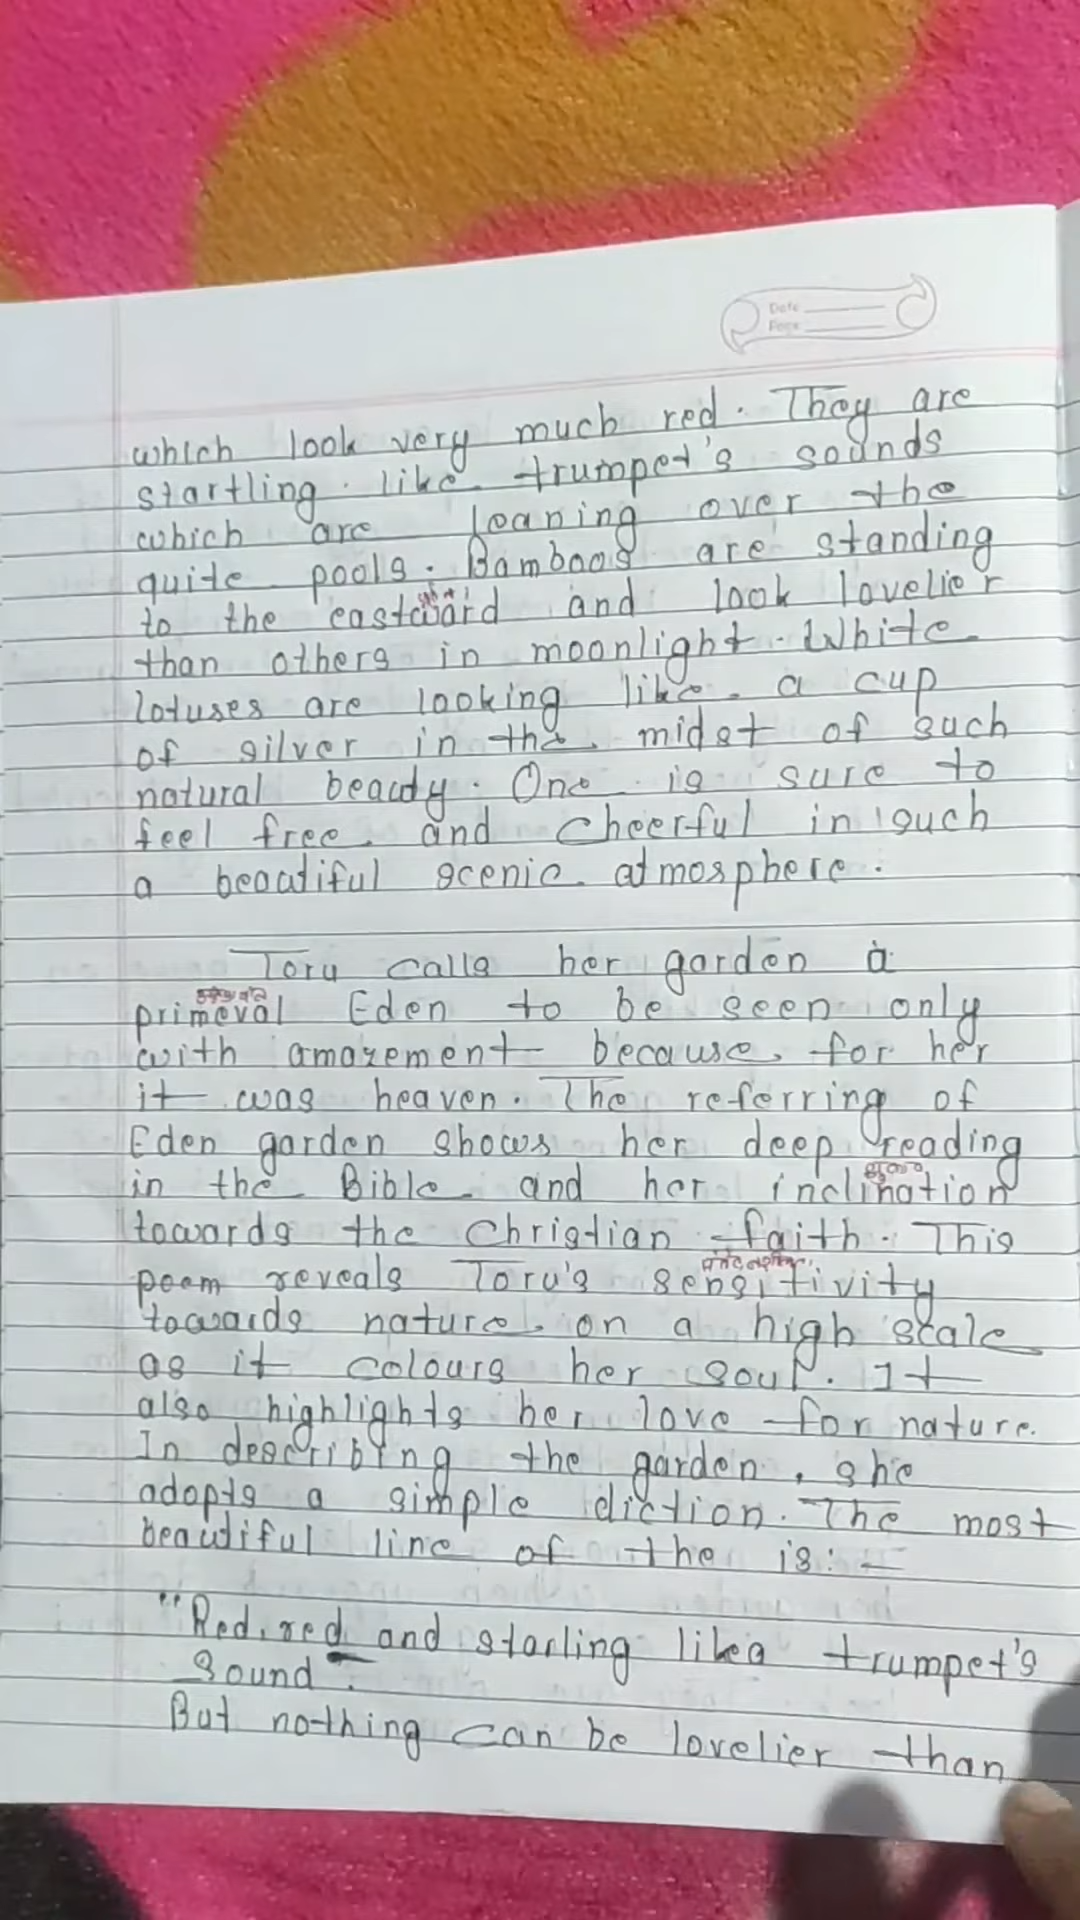 Date
Page
which look very much red. They are
startling like trumpet's sounds
which are leaning over the
quite pools. Bamboos are standing
to the eastward and look lovelier
than others in moonlight. White
lotuses are looking like a cup
of silver in the midst of such
natural beauty. One is sure to
feel free and cheerful in such
a beautiful scenic atmosphere.
Toru calls her garden a
primeval Eden to be seen only
with amazement because for her
it was heaven. The referring of
Eden garden shows her deep reading
in the Bible and her inclination
towards the Christian faith. This
poem reveals Toru's sensitivity
towards nature on a high scale
as it colours her soul. It
also highlights her love for nature.
In describing the garden, she
adopts a simple diction. The most
beautiful line of the is:-
"Red, red and starling like a trumpet's
sound.
But nothing can be lovelier than